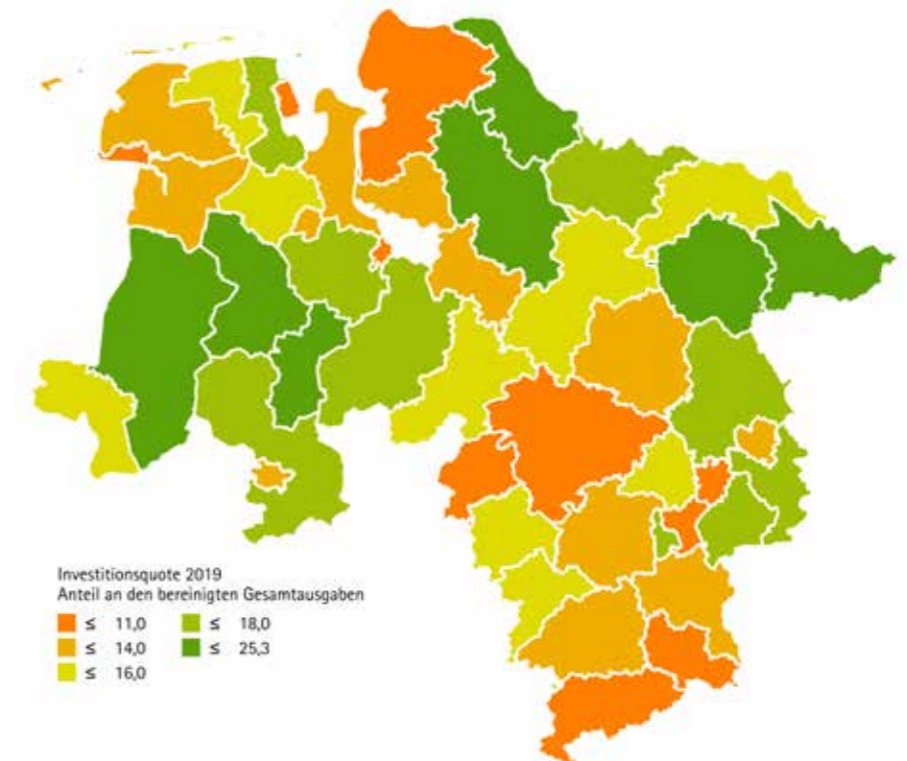 Investitionsquote 2019
Anteil an den bereinigten Gesamtausgaben
≤ 11,0
≤ 14,0
≤ 16,0
≤ 18,0
≤ 25,3